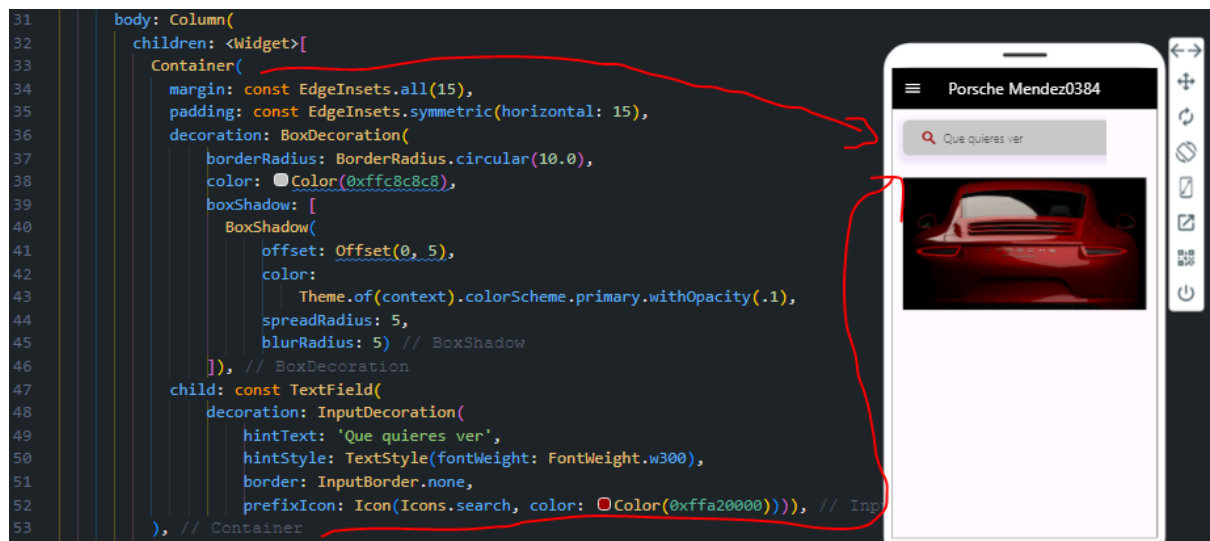 31 body: Column(
32 children: <Widget>[
33 Container(
34 margin: const EdgeInsets.all(15),
35 padding: const EdgeInsets.symmetric(horizontal: 15),
36 decoration: BoxDecoration(
37 borderRadius: BorderRadius.circular(10.0),
38 color: Color(0xffc8c8c8),
39 boxShadow: [
40 BoxShadow(
41 offset: Offset(0, 5),
42 color:
43 Theme.of(context).colorScheme.primary.withOpacity(.1),
44 spreadRadius: 5,
45 blurRadius: 5) // BoxShadow
46 ]), // BoxDecoration
47 child: const TextField(
48 decoration: InputDecoration(
49 hintText: 'Que quieres ver',
50 hintStyle: TextStyle(fontWeight: FontWeight.w300),
51 border: InputBorder.none,
52 prefixIcon: Icon(Icons.search, color: Color(0xffa20000)))), // Inp
53 ), // Container
Porsche Mendez0384
Que quieres ver
PORSCHE